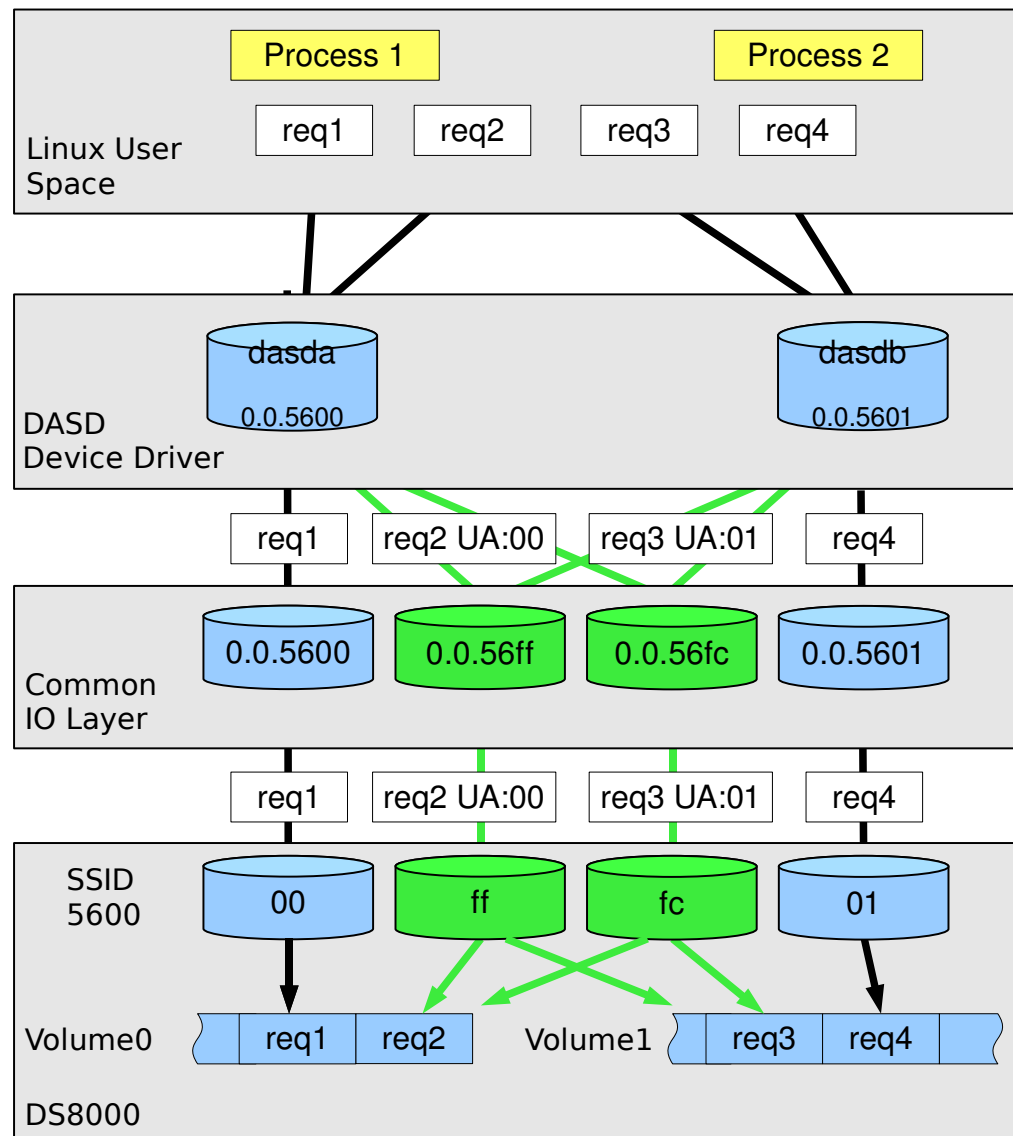 Process 1
Process 2
req1
req2
req3
req4
Linux User
Space
dasda
0.0.5600
dasdb
0.0.5601
DASD
Device Driver
req1
req2 UA:00
req3 UA:01
req4
0.0.5600
0.0.56ff
0.0.56fc
0.0.5601
Common
IO Layer
req1
req2 UA:00
req3 UA:01
req4
SSID
5600
00
ff
fc
01
Volume0
req1
req2
Volume1
req3
req4
DS8000